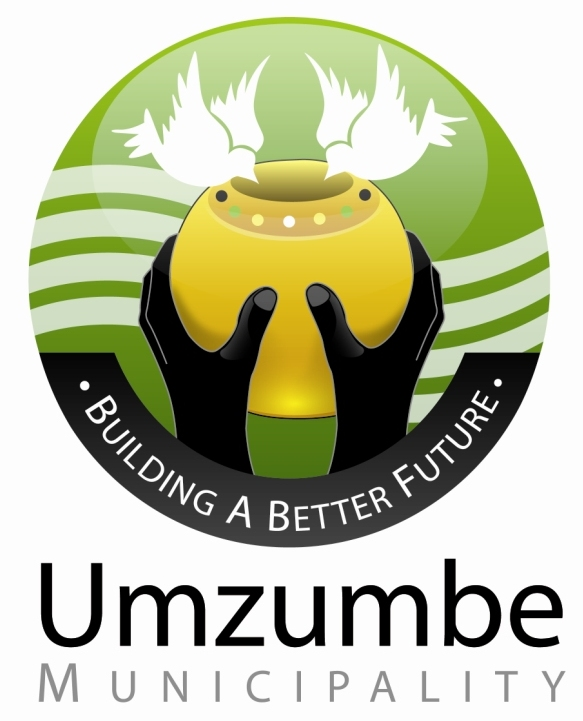 • Building A Better Future •
Umzumbe
Municipality